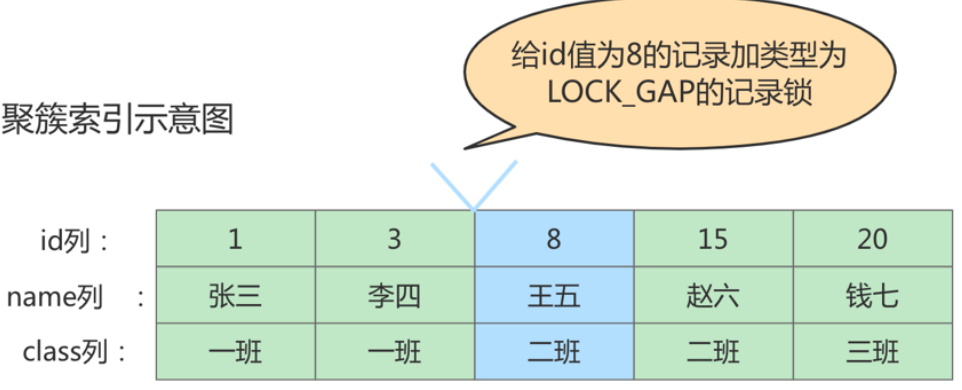 给id值为8的记录加类型为
LOCK_GAP的记录锁
聚簇索引示意图
id列： 1 3 8 15 20
name列 ： 张三 李四 王五 赵六 钱七
class列： 一班 一班 二班 二班 三班